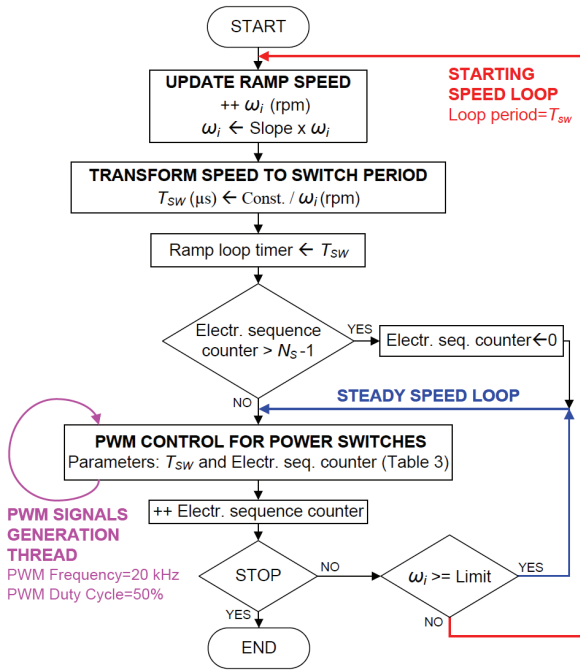 START
STARTING
SPEED LOOP
Loop period=Tsw
UPDATE RAMP SPEED
++ ωi (rpm)
ωi ← Slope x ωi
TRANSFORM SPEED TO SWITCH PERIOD
TSW (µs) ← Const. / ωi (rpm)
Ramp loop timer ← TSW
Electr. sequence
counter > NS-1
YES
Electr. seq. counter←0
NO
STEADY SPEED LOOP
PWM CONTROL FOR POWER SWITCHES
Parameters: TSW and Electr. seq. counter (Table 3)
PWM SIGNALS
GENERATION
THREAD
PWM Frequency=20 kHz
PWM Duty Cycle=50%
++ Electr. sequence counter
STOP
NO
ωi >= Limit
YES
YES
NO
END